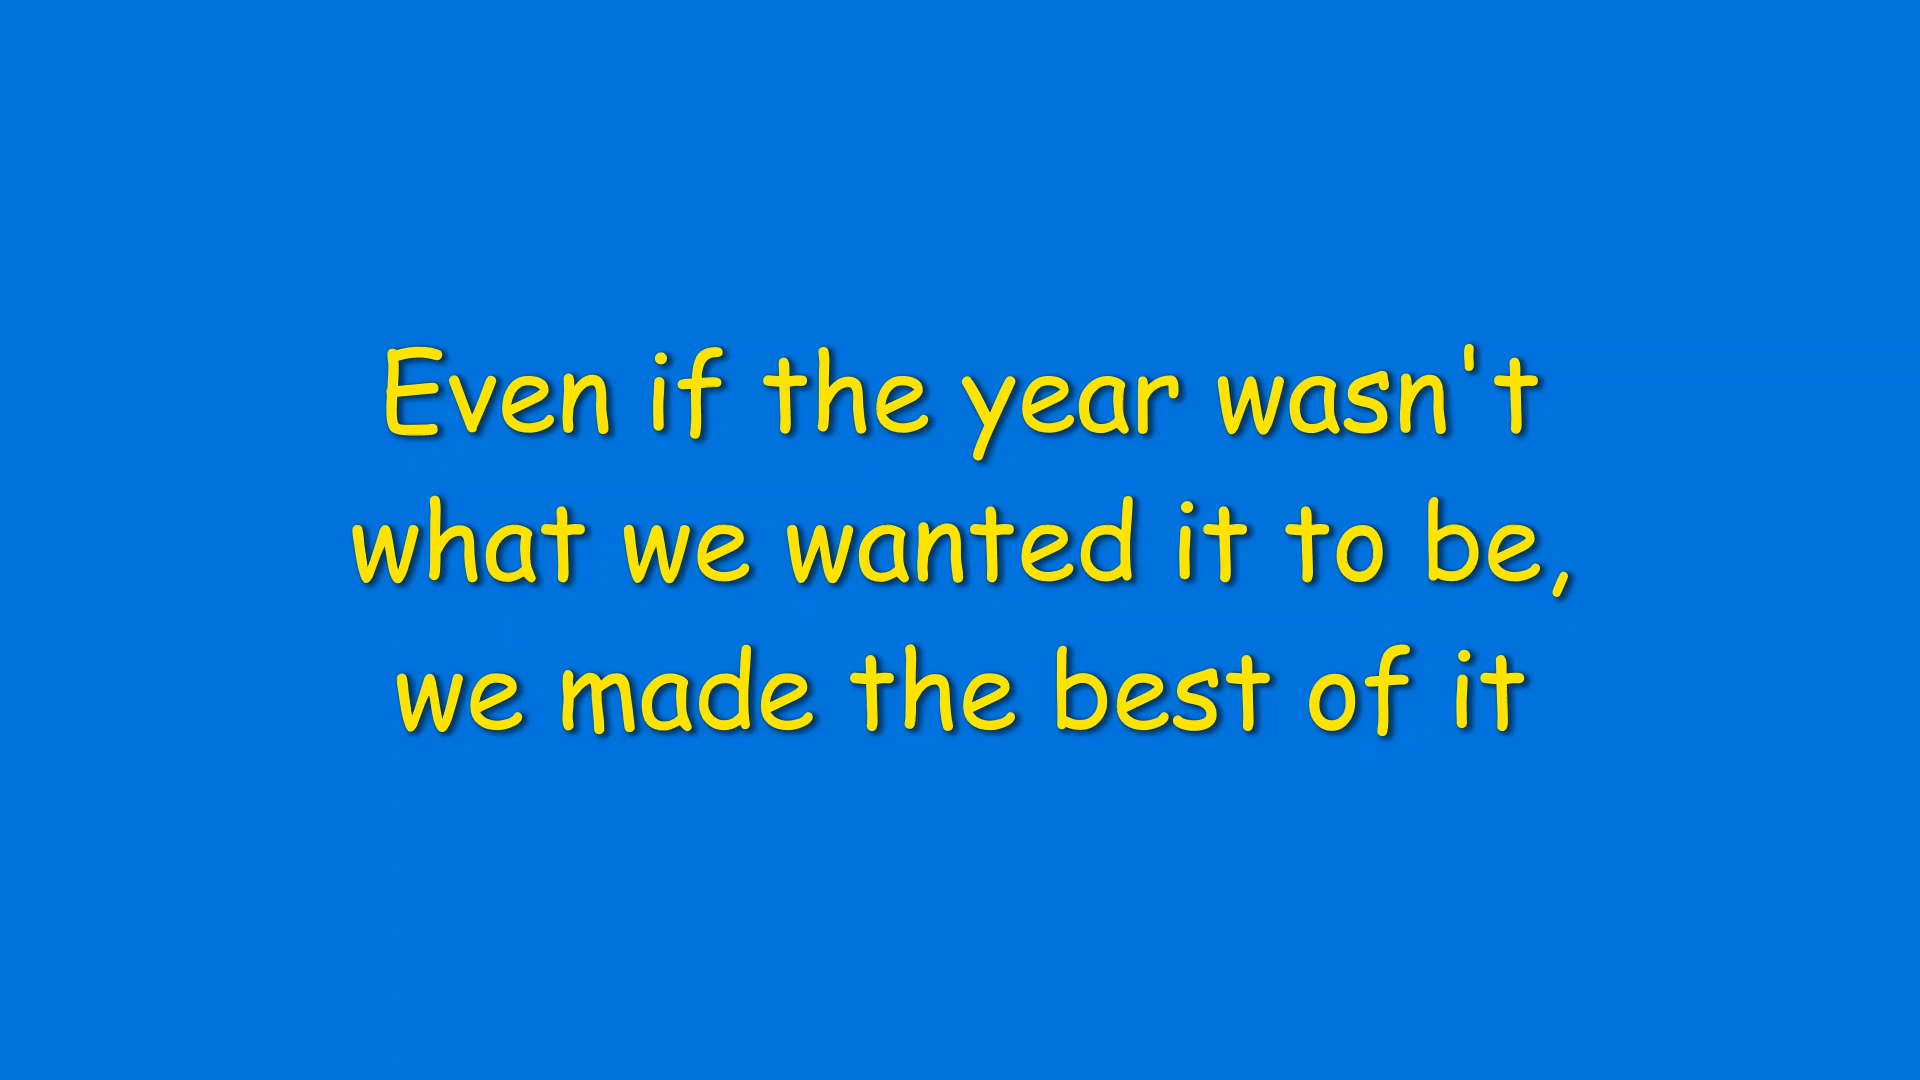 Even if the year wasn't
what we wanted it to be,
we made the best of it